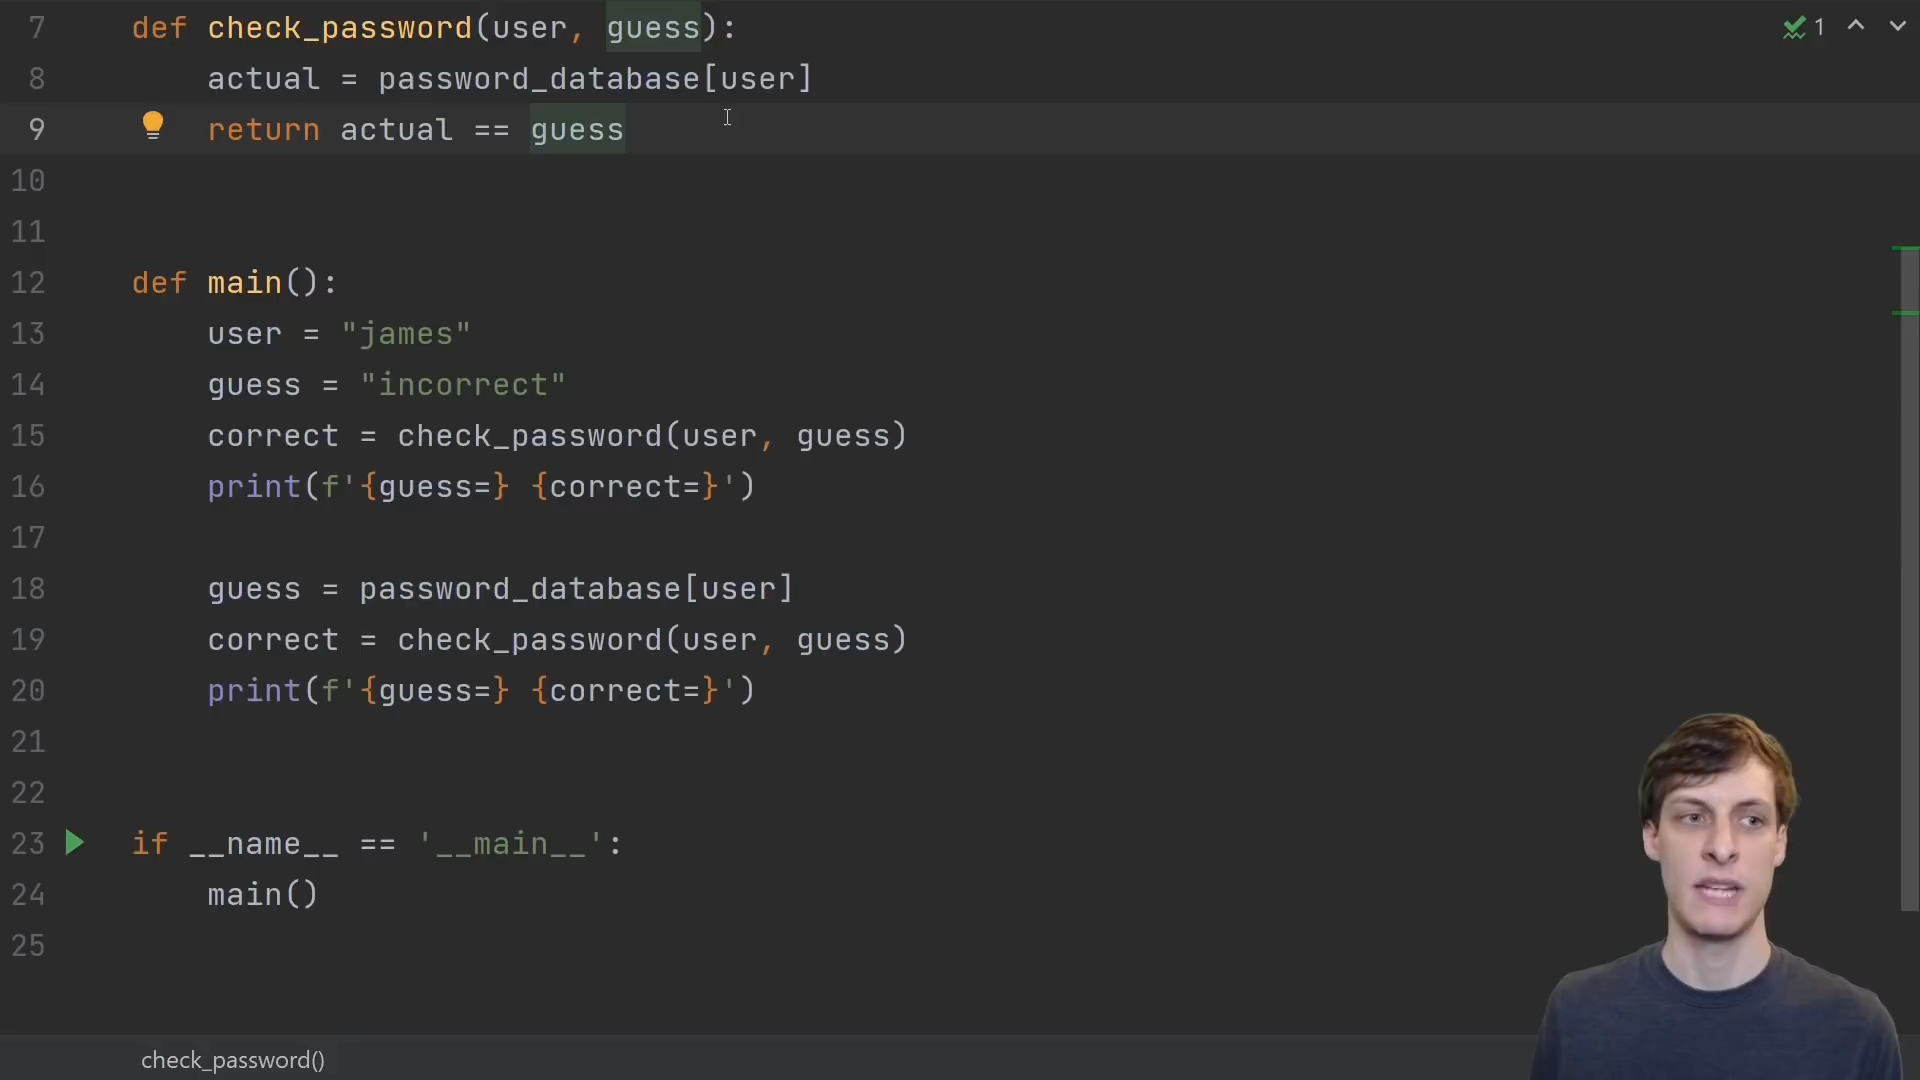 7 def check_password(user, guess):
8 actual = password_database[user]
9 return actual == guess
10
11
12 def main():
13 user = "james"
14 guess = "incorrect"
15 correct = check_password(user, guess)
16 print(f'{guess=} {correct=}')
17
18 guess = password_database[user]
19 correct = check_password(user, guess)
20 print(f'{guess=} {correct=}')
21
22
23 if __name__ == '__main__':
24 main()
25
1
check_password()